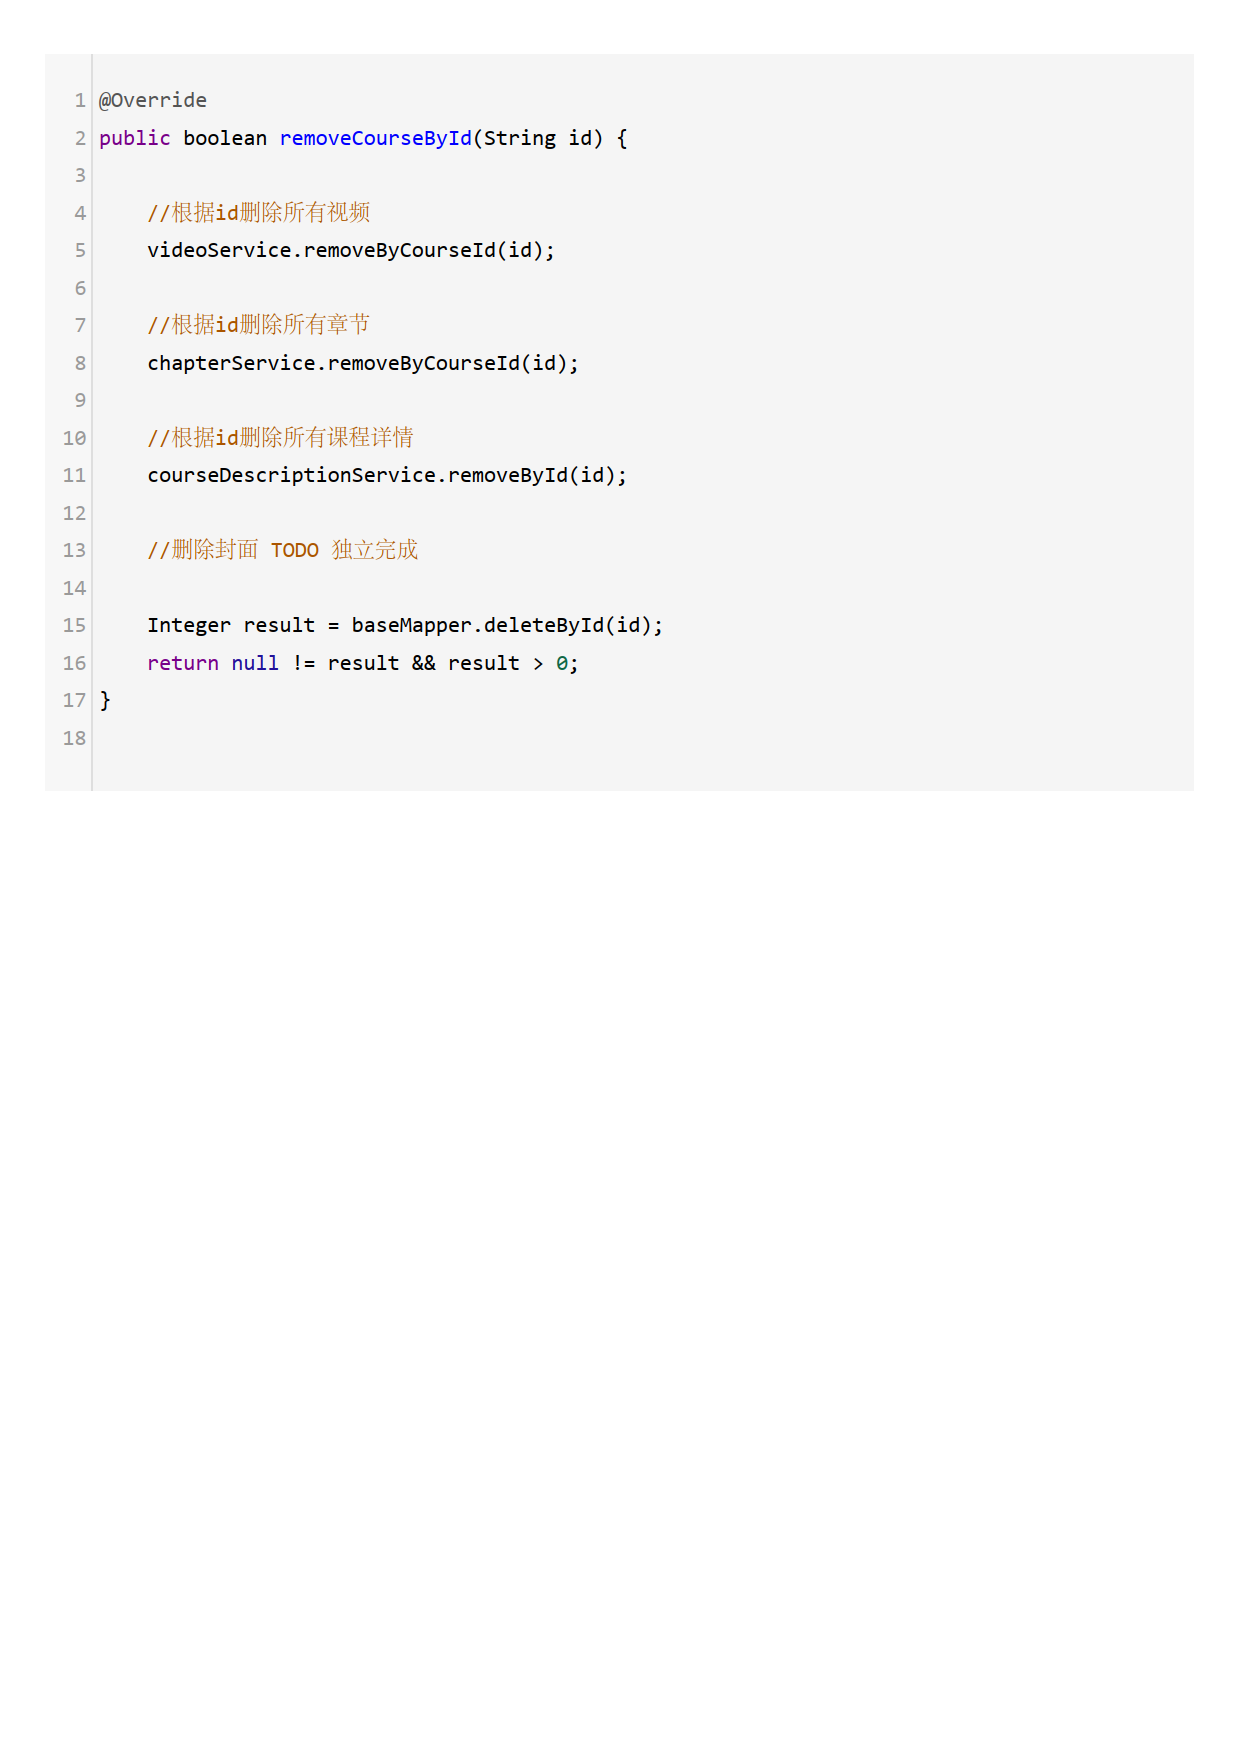 1 @Override
2 public boolean removeCourseById(String id) {
3
4     //根据id删除所有视频
5     videoService.removeByCourseId(id);
6
7     //根据id删除所有章节
8     chapterService.removeByCourseId(id);
9
10     //根据id删除所有课程详情
11     courseDescriptionService.removeById(id);
12
13     //删除封面 TODO 独立完成
14
15     Integer result = baseMapper.deleteById(id);
16     return null != result && result > 0;
17 }
18